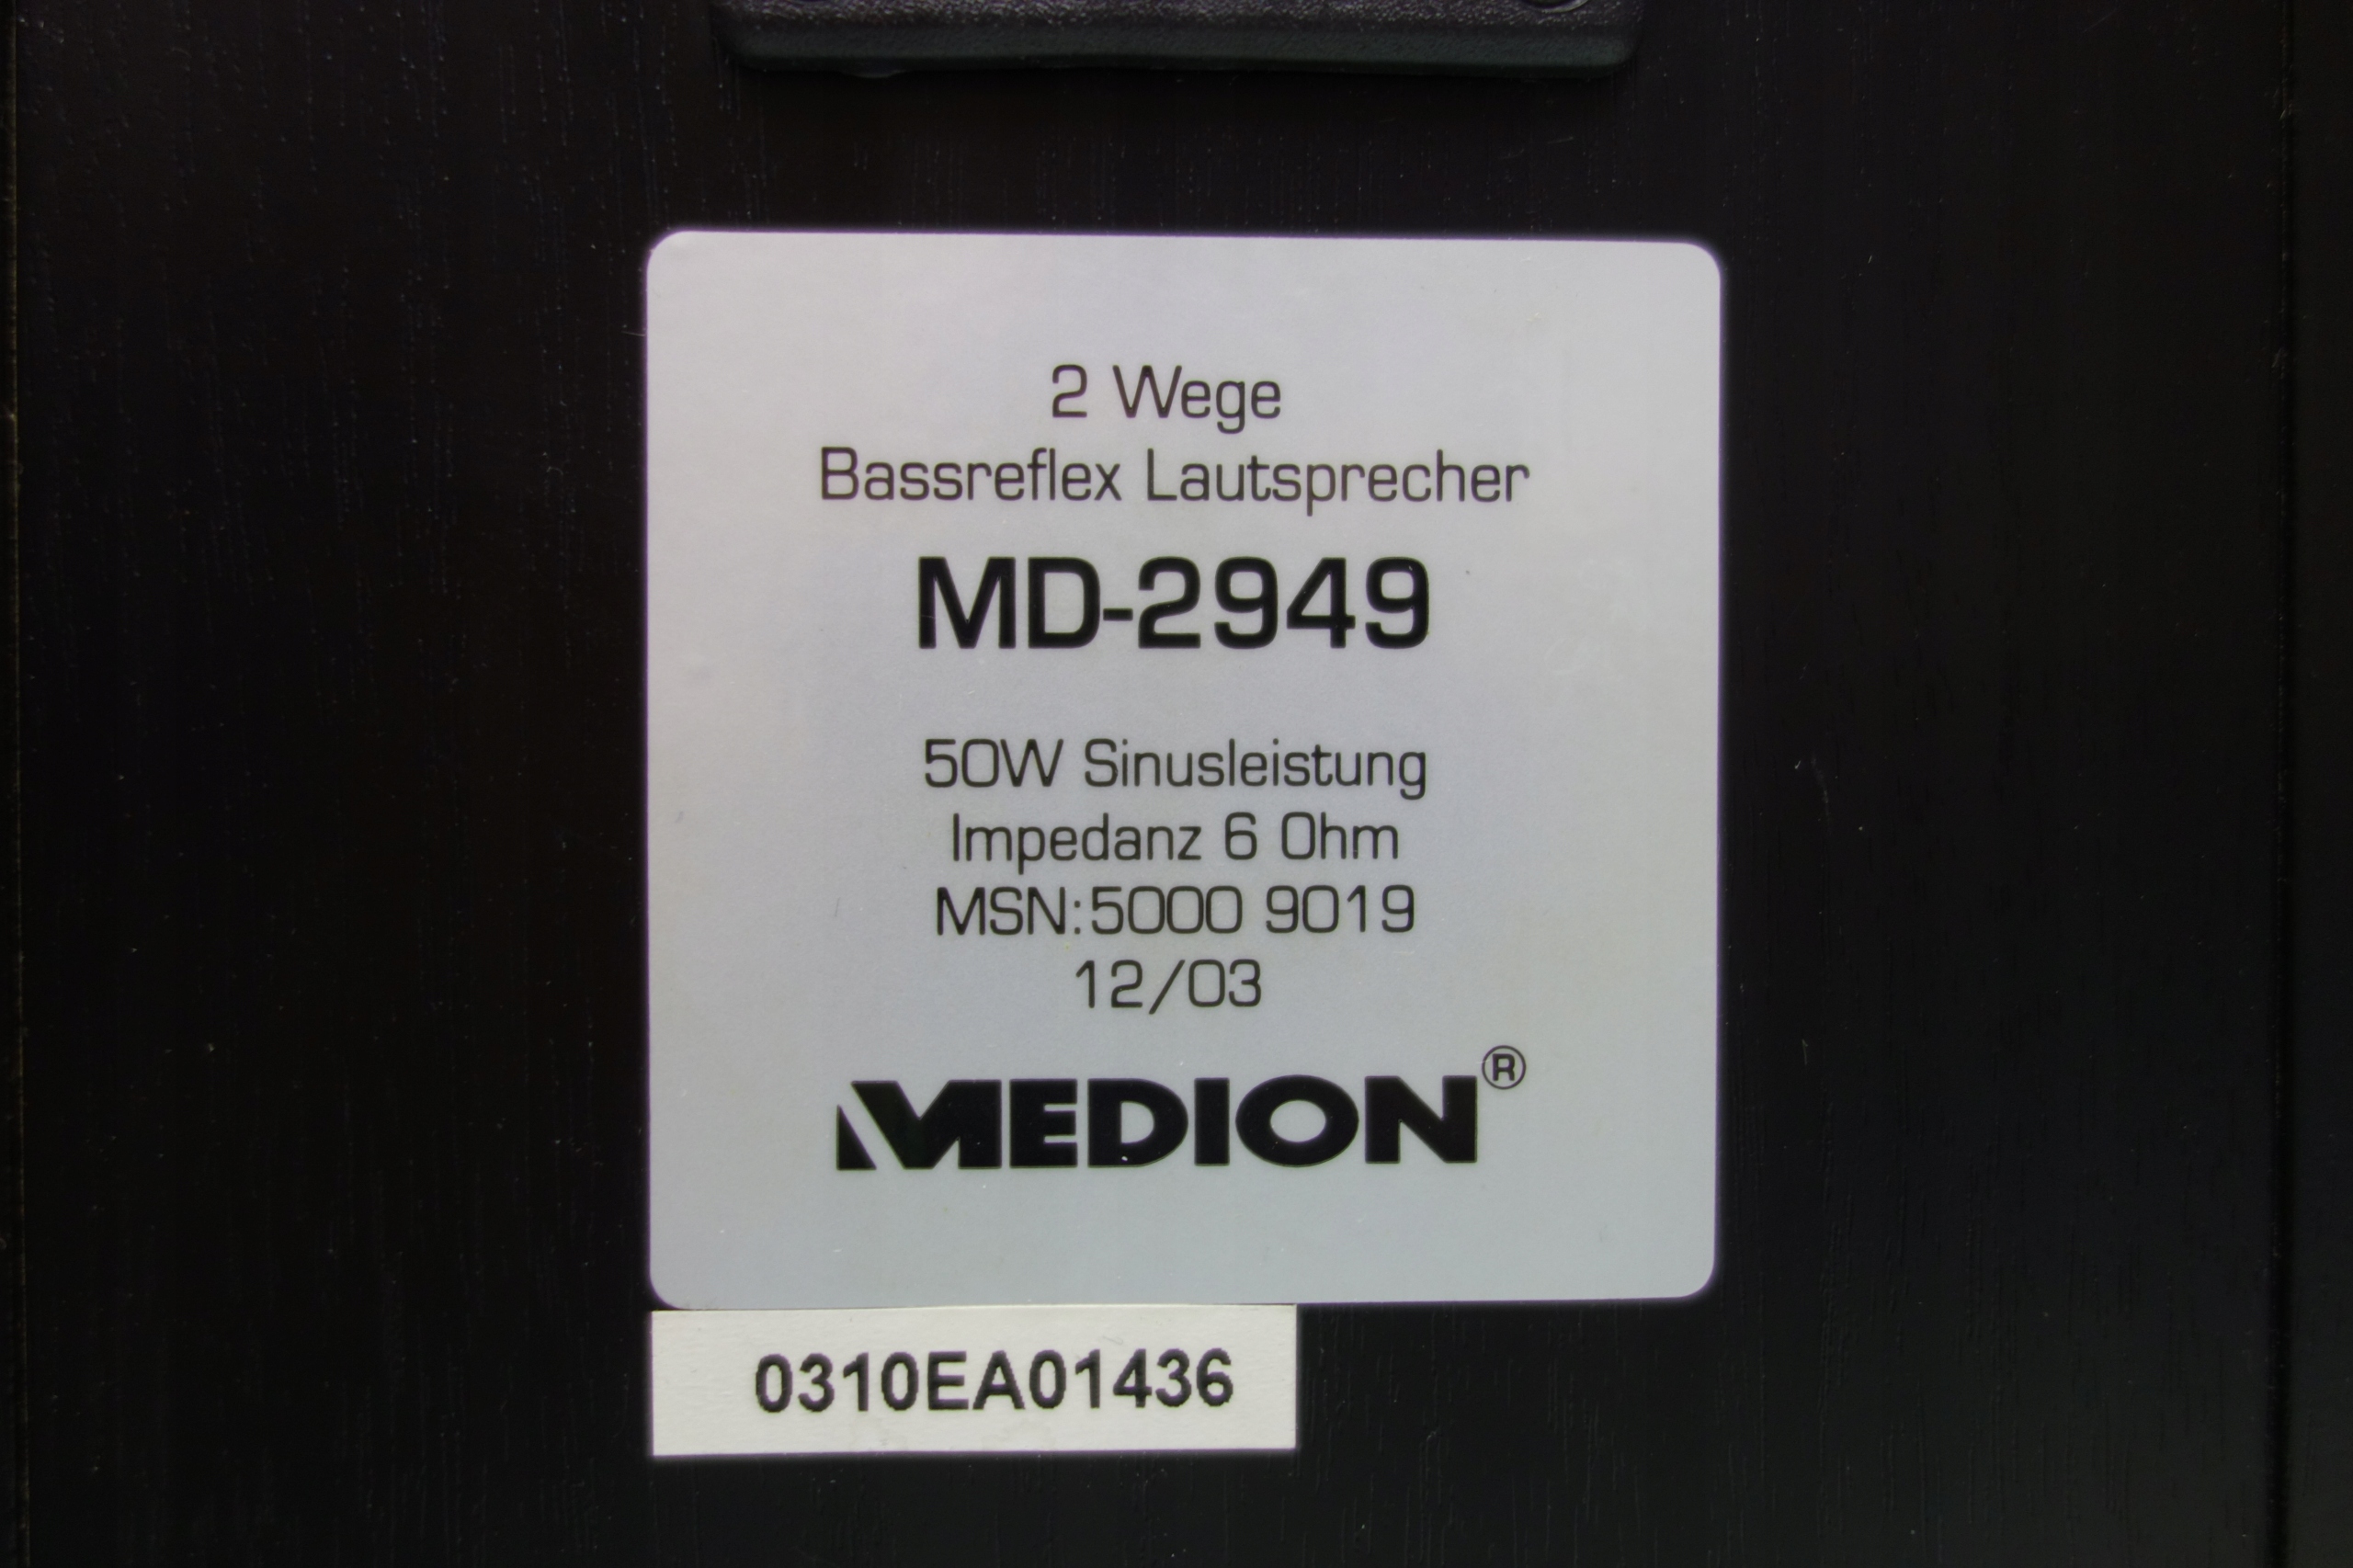 2 Wege
Bassreflex Lautsprecher
MD-2949
50W Sinusleistung
Impedanz 6 Ohm
MSN:5000 9019
12/03
MEDION®
0310EA01436